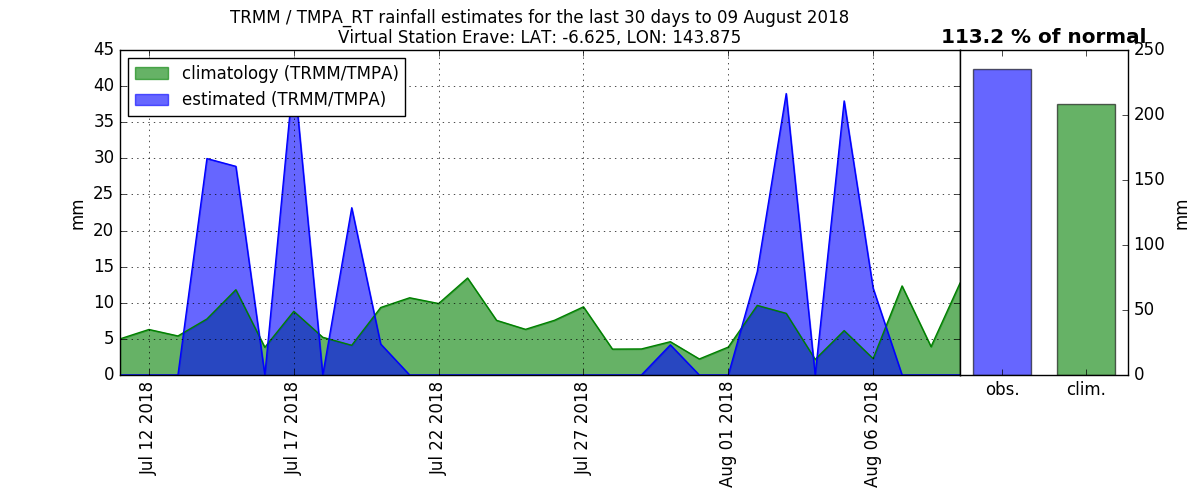 TRMM / TMPA_RT rainfall estimates for the last 30 days to 09 August 2018
Virtual Station Erave: LAT: -6.625, LON: 143.875
113.2 % of normal
climatology (TRMM/TMPA)
estimated (TRMM/TMPA)
45
40
35
30
25
20
15
10
5
0
mm
Jul 12 2018
Jul 17 2018
Jul 22 2018
Jul 27 2018
Aug 01 2018
Aug 06 2018
obs.
clim.
250
200
150
100
50
0
mm